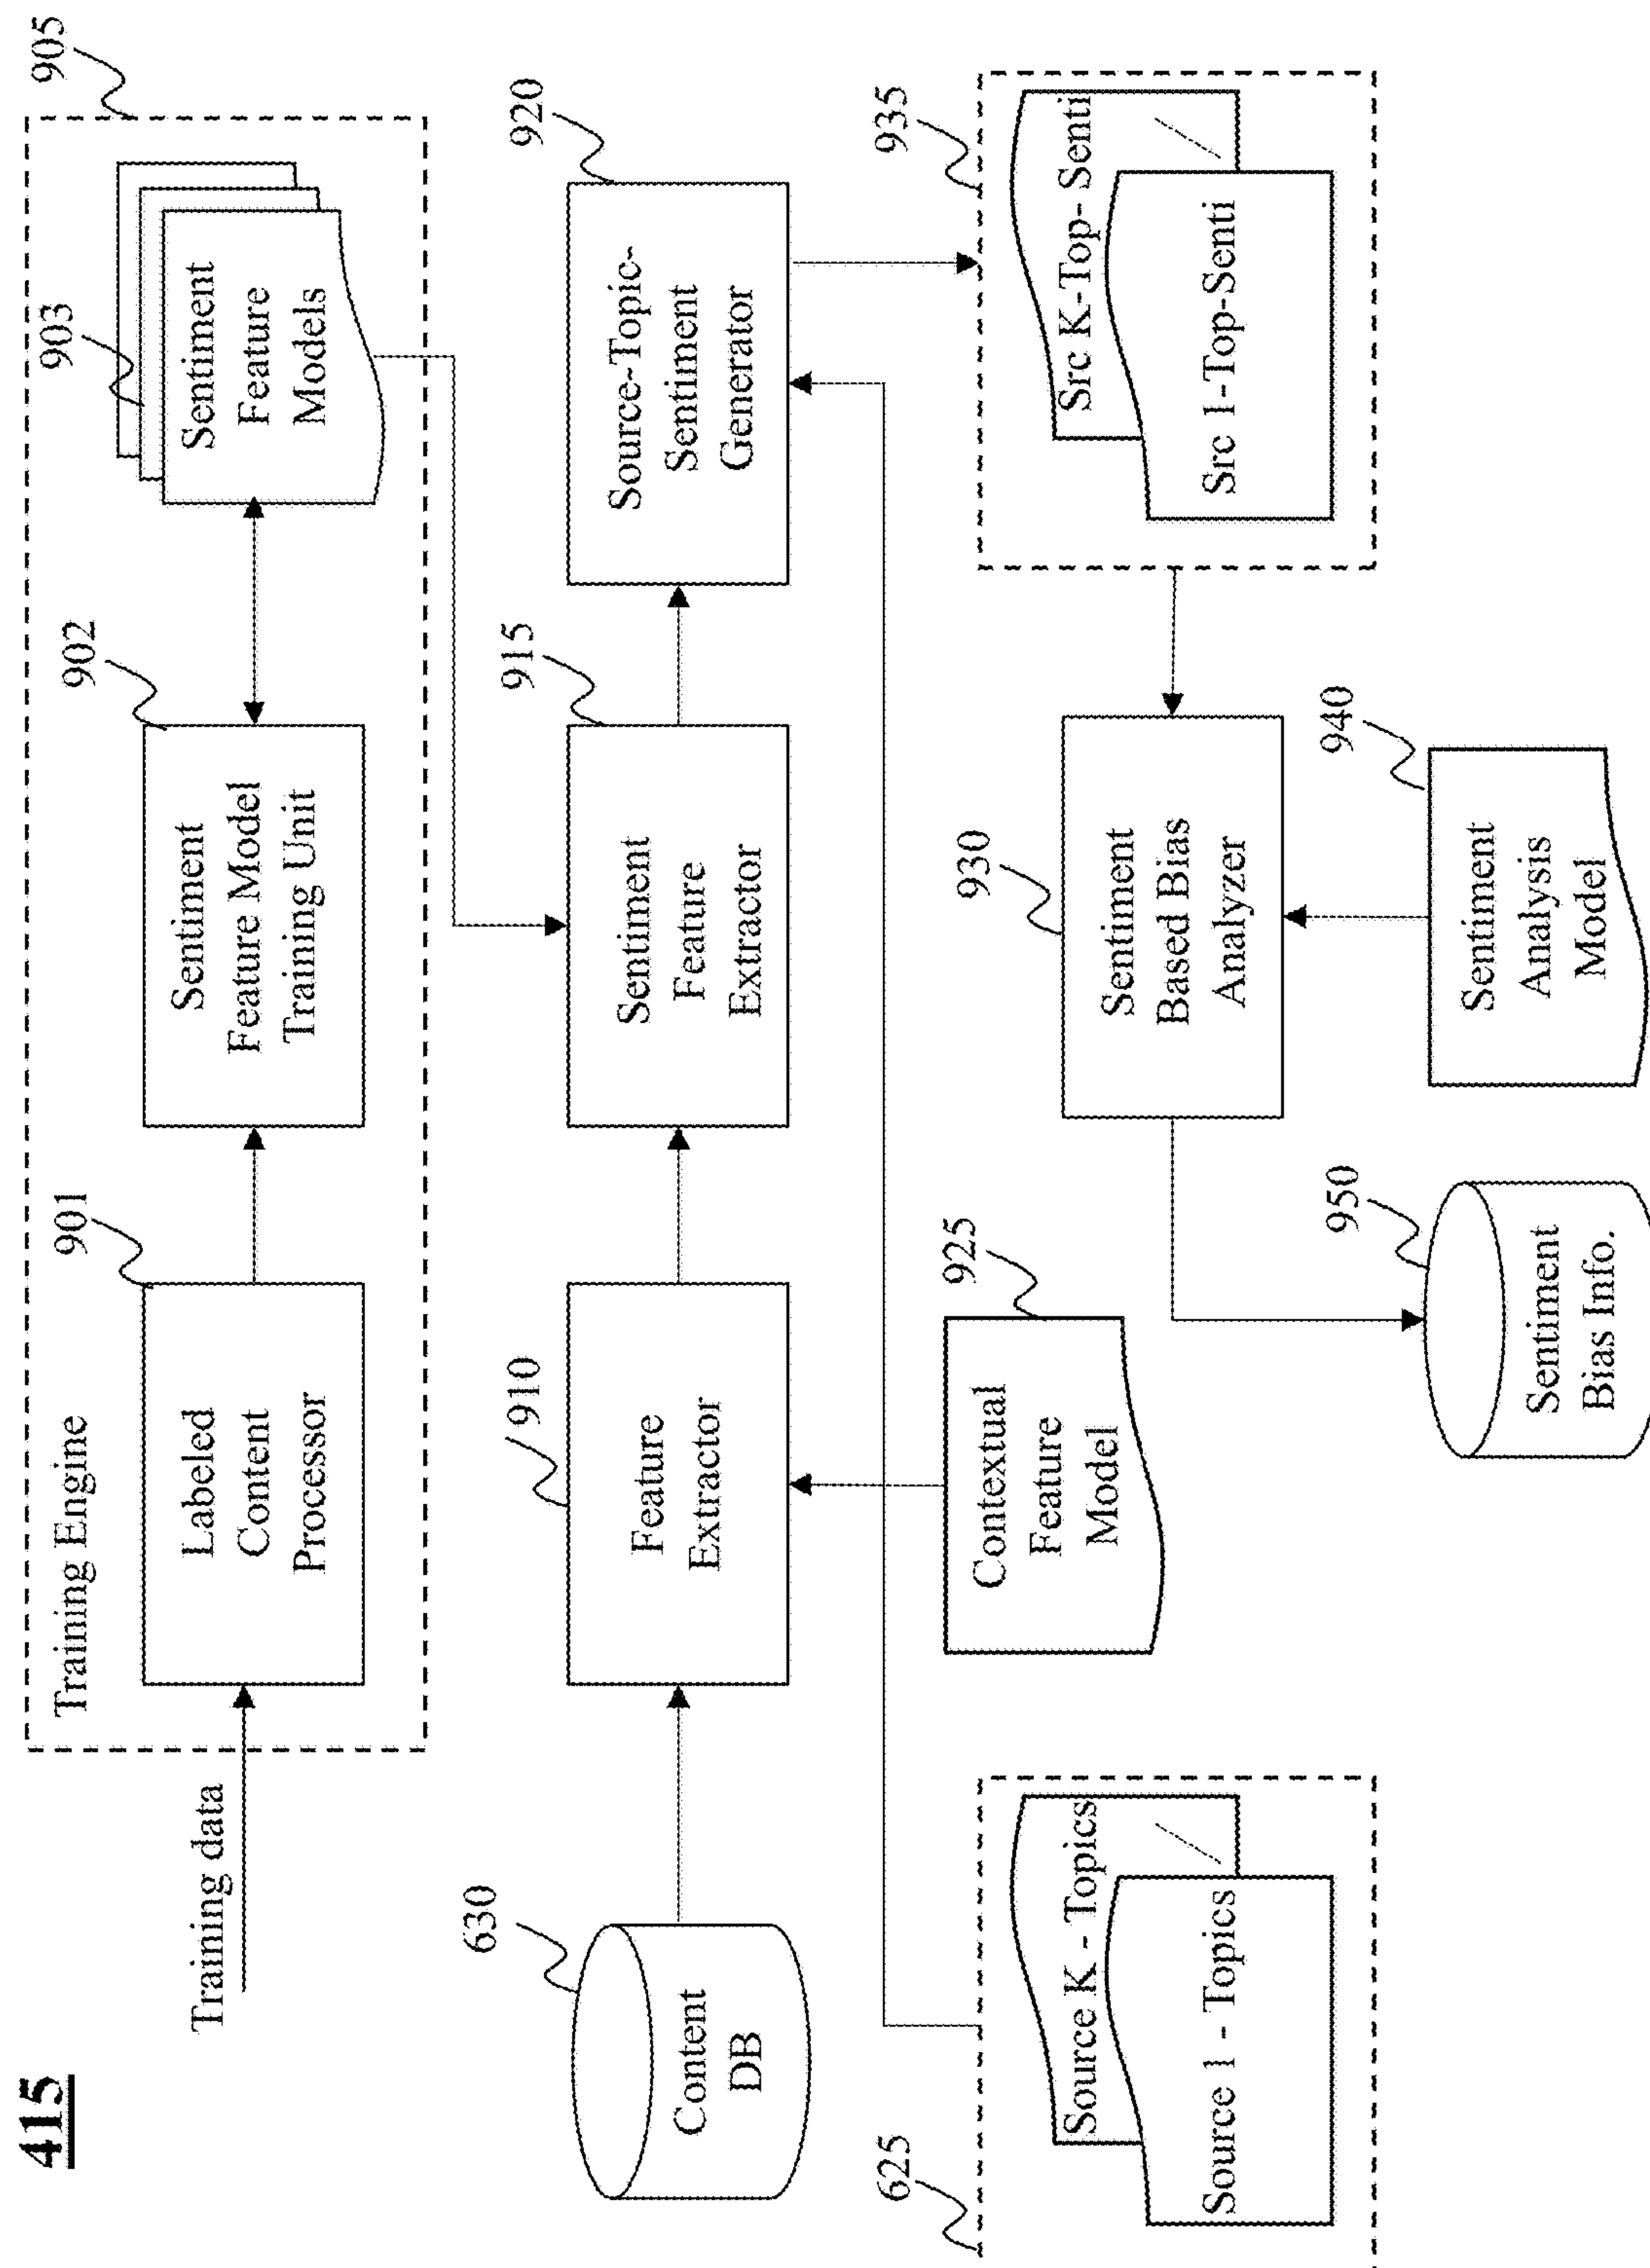 415
Training Engine
905
Training data
901
Labeled
Content
Processor
902
Sentiment
Feature Model
Training Unit
903
Sentiment
Feature
Models
630
Content
DB
910
Feature
Extractor
915
Sentiment
Feature
Extractor
920
Source-Topic-
Sentiment
Generator
625
Source K - Topics
Source 1 - Topics
925
Contextual
Feature
Model
930
Sentiment
Based Bias
Analyzer
935
Src K-Top- Senti
Src 1-Top-Senti
950
Sentiment
Bias Info.
940
Sentiment
Analysis
Model